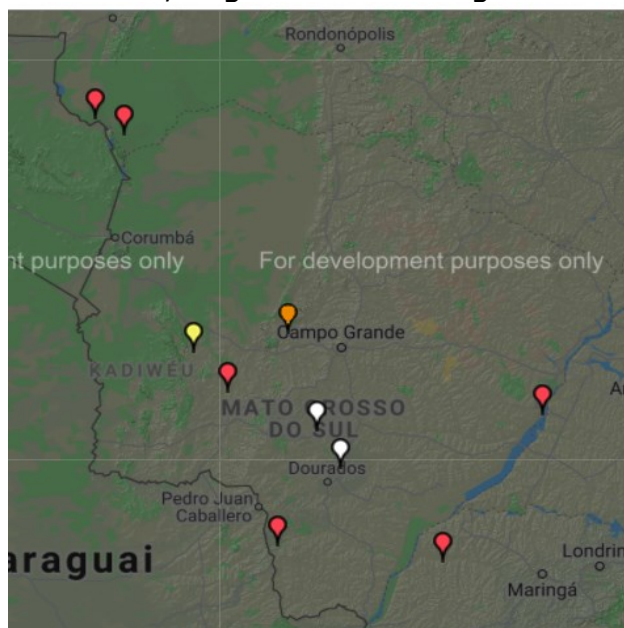 Rondonópolis
Corumbá
nt purposes only
For development purposes only
Campo Grande
KADIWÉU
MATO GROSSO
DO SUL
Dourados
Pedro Juan
Caballero
araguai
Londrin
Maringá